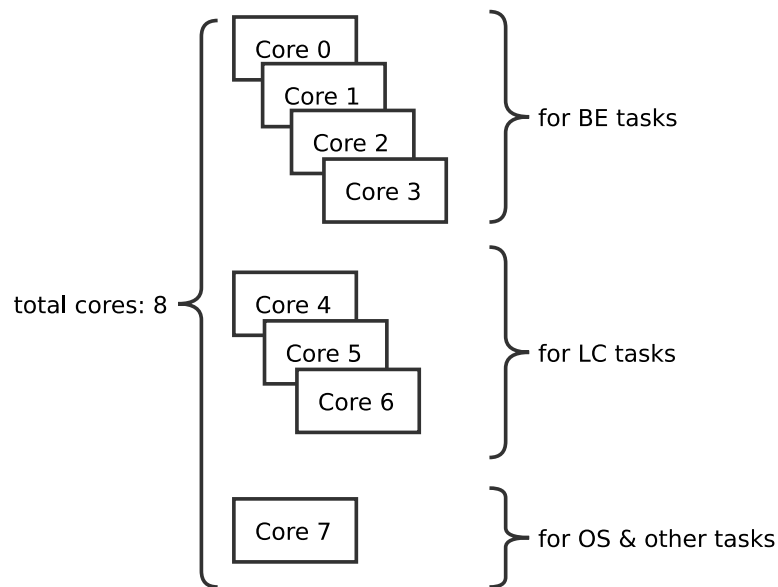 Core 0
Core 1
Core 2
Core 3
for BE tasks
total cores: 8
Core 4
Core 5
Core 6
for LC tasks
Core 7
for OS & other tasks